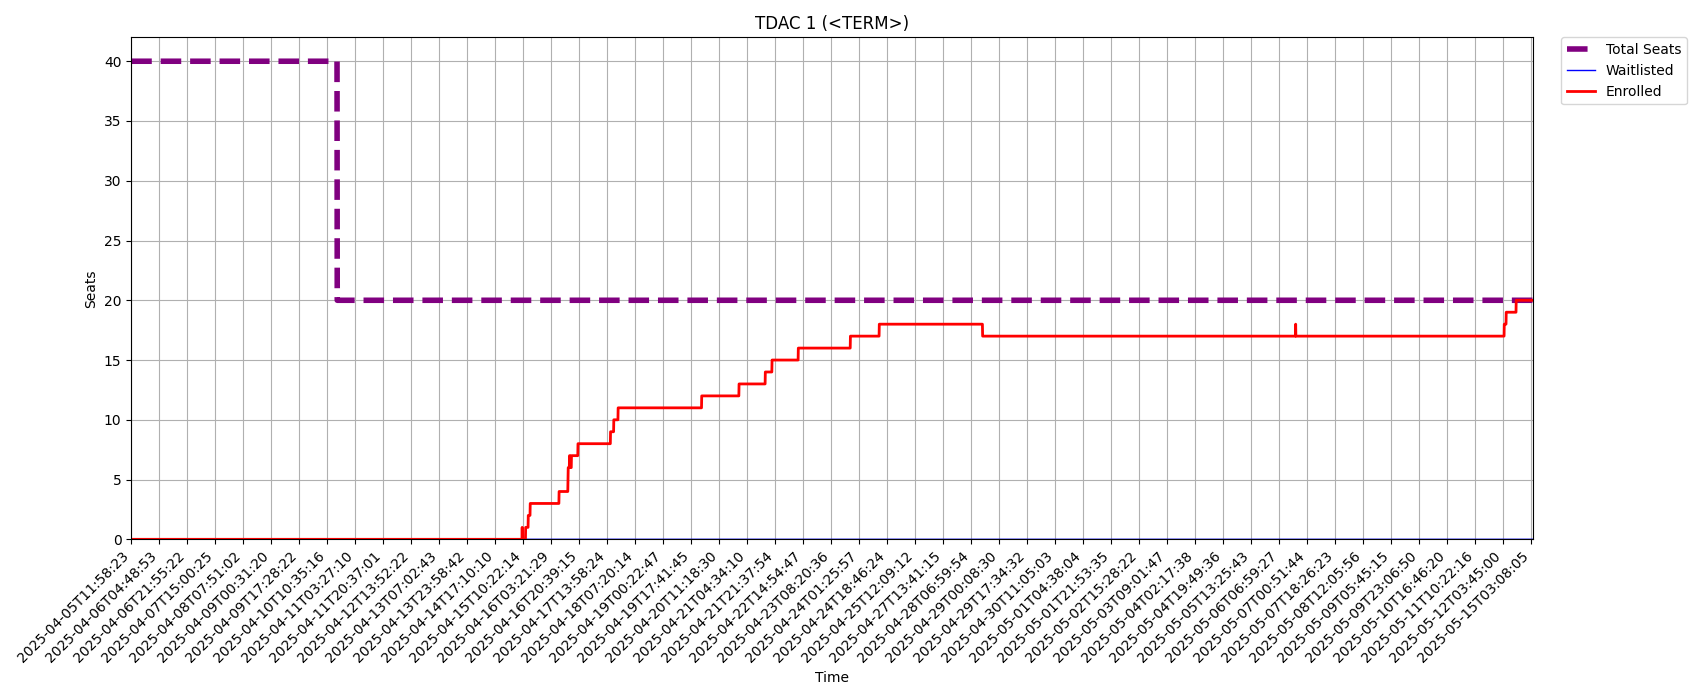 TDAC 1 (<TERM>)
Total Seats
Waitlisted
Enrolled
Seats
40
35
30
25
20
15
10
5
0
2025-04-05T11:58:23
2025-04-06T04:48:53
2025-04-06T21:55:22
2025-04-07T15:00:25
2025-04-08T07:51:02
2025-04-09T00:31:20
2025-04-09T17:28:22
2025-04-10T10:35:16
2025-04-11T03:27:10
2025-04-11T20:37:01
2025-04-12T13:52:22
2025-04-13T07:02:43
2025-04-13T23:58:42
2025-04-14T17:10:10
2025-04-15T10:22:14
2025-04-16T03:21:29
2025-04-16T20:39:15
2025-04-17T13:58:24
2025-04-18T07:20:14
2025-04-19T00:22:47
2025-04-19T17:41:45
2025-04-20T11:18:30
2025-04-21T04:34:10
2025-04-21T21:37:54
2025-04-22T14:54:47
2025-04-23T08:20:36
2025-04-24T01:25:57
2025-04-24T18:46:24
2025-04-25T12:09:12
2025-04-27T13:41:15
2025-04-28T06:59:54
2025-04-29T00:08:30
2025-04-29T17:34:32
2025-04-30T11:05:03
2025-05-01T04:38:04
2025-05-01T21:53:35
2025-05-02T15:28:22
2025-05-03T09:01:47
2025-05-04T02:17:38
2025-05-04T19:49:36
2025-05-05T13:25:43
2025-05-06T06:59:27
2025-05-07T00:51:44
2025-05-07T18:26:23
2025-05-08T12:05:56
2025-05-09T05:45:15
2025-05-09T23:06:50
2025-05-10T16:46:20
2025-05-11T10:22:16
2025-05-12T03:45:00
2025-05-15T03:08:05
Time